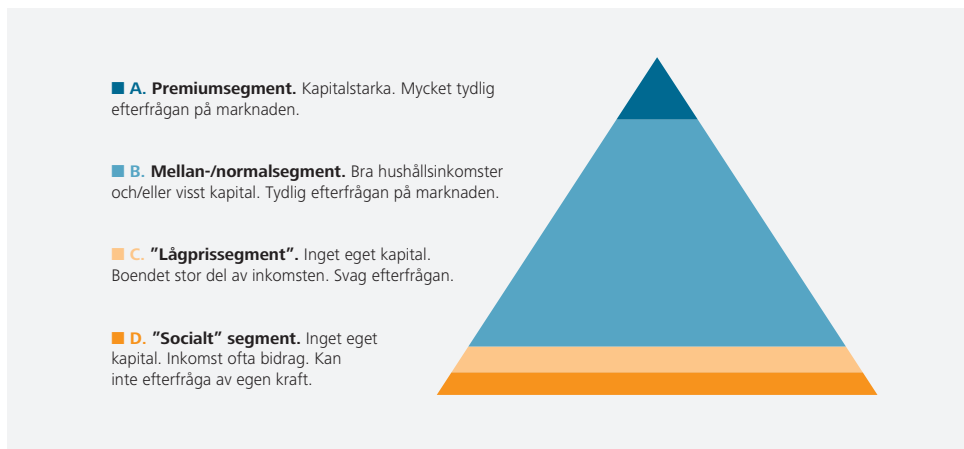 A. Premiumsegment. Kapitalstarka. Mycket tydlig
efterfrågan på marknaden.
B. Mellan-/normalsegment. Bra hushållsinkomster
och/eller visst kapital. Tydlig efterfrågan på marknaden.
C. ”Lågprissegment”. Inget eget kapital.
Boendet stor del av inkomsten. Svag efterfrågan.
D. ”Socialt” segment. Inget eget
kapital. Inkomst ofta bidrag. Kan
inte efterfråga av egen kraft.